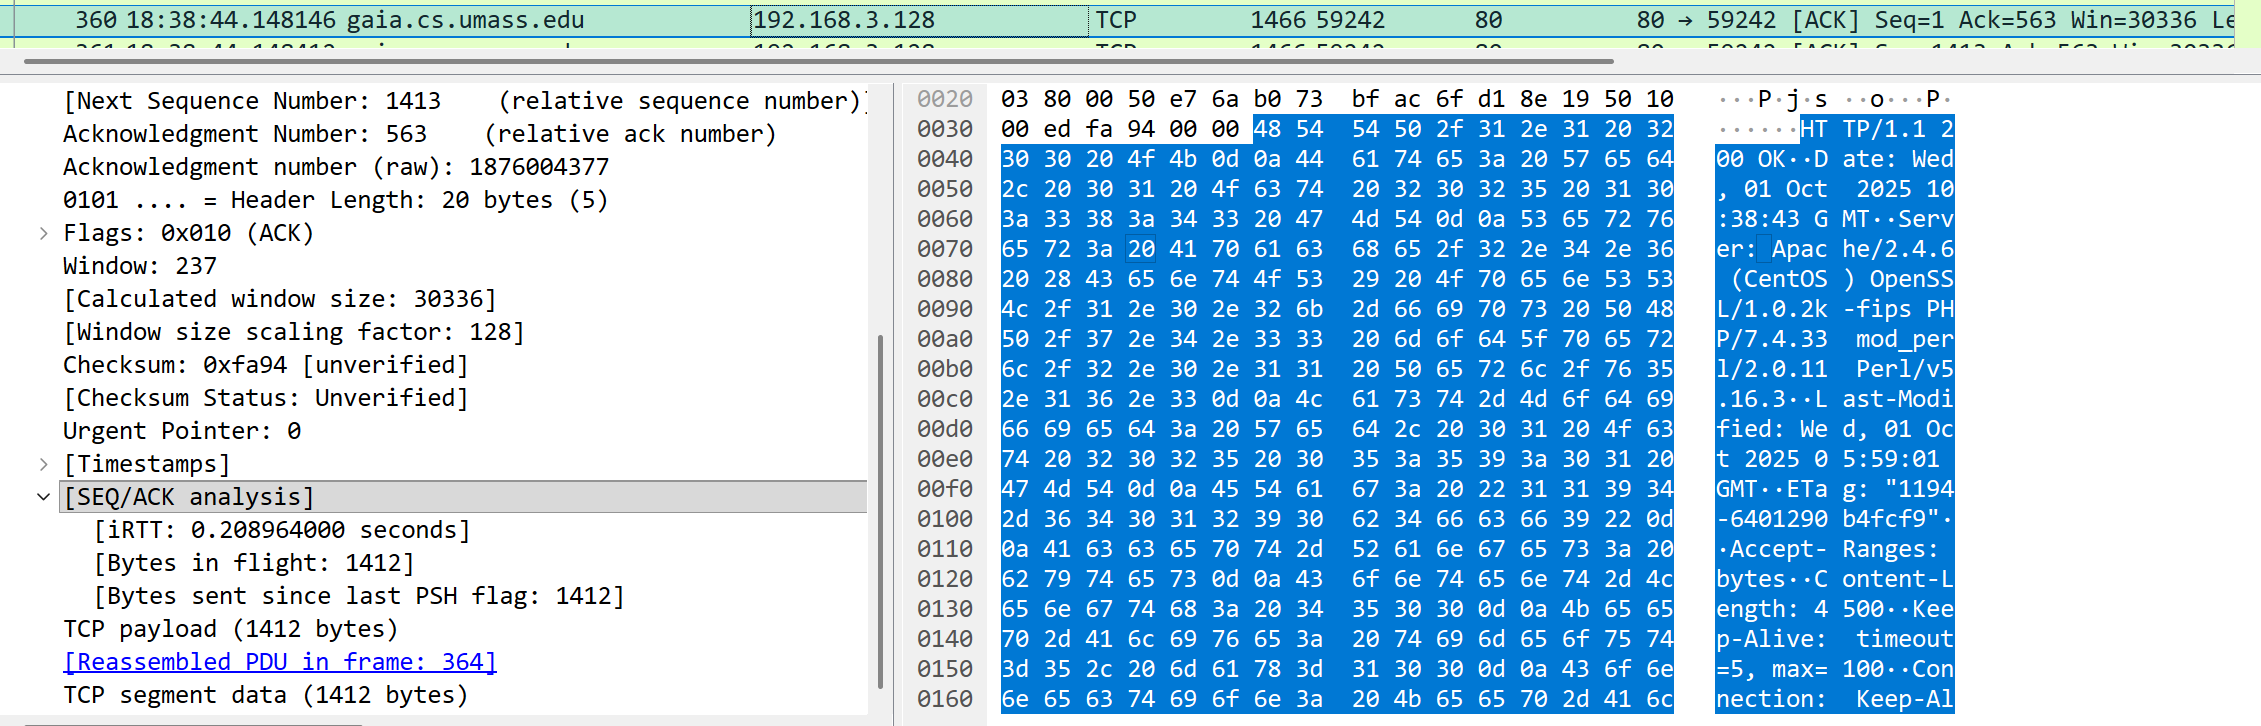 360 18:38:44.148146 gaia.cs.umass.edu 192.168.3.128 TCP 1466 59242 80 80 → 59242 [ACK] Seq=1 Ack=563 Win=30336 Le
[Next Sequence Number: 1413    (relative sequence number)]
Acknowledgment Number: 563    (relative ack number)
Acknowledgment number (raw): 1876004377
0101 .... = Header Length: 20 bytes (5)
Flags: 0x010 (ACK)
Window: 237
[Calculated window size: 30336]
[Window size scaling factor: 128]
Checksum: 0xfa94 [unverified]
[Checksum Status: Unverified]
Urgent Pointer: 0
[Timestamps]
[SEQ/ACK analysis]
[iRTT: 0.208964000 seconds]
[Bytes in flight: 1412]
[Bytes sent since last PSH flag: 1412]
TCP payload (1412 bytes)
[Reassembled PDU in frame: 364]
TCP segment data (1412 bytes)
0020 03 80 00 50 e7 6a b0 73 bf ac 6f d1 8e 19 50 10 ···P·j·s ··o···P·
0030 00 ed fa 94 00 00 48 54 54 50 2f 31 2e 31 20 32 ······HT TP/1.1 2
0040 30 30 20 4f 4b 0d 0a 44 61 74 65 3a 20 57 65 64 00 OK··D ate: Wed
0050 2c 20 30 31 20 4f 63 74 20 32 30 32 35 20 31 30 , 01 Oct  2025 10
0060 3a 33 38 3a 34 33 20 47 4d 54 0d 0a 53 65 72 76 :38:43 G MT··Serv
0070 65 72 3a 20 41 70 61 63 68 65 2f 32 2e 34 2e 36 er: Apac he/2.4.6
0080 20 28 43 65 6e 74 4f 53 29 20 4f 70 65 6e 53 53 (CentOS ) OpenSS
0090 4c 2f 31 2e 30 2e 32 6b 2d 66 69 70 73 20 50 48 L/1.0.2k -fips PH
00a0 50 2f 37 2e 34 2e 33 33 20 6d 6f 64 5f 70 65 72 P/7.4.33  mod_per
00b0 6c 2f 32 2e 30 2e 31 31 20 50 65 72 6c 2f 76 35 l/2.0.11  Perl/v5
00c0 2e 31 36 2e 33 0d 0a 4c 61 73 74 2d 4d 6f 64 69 .16.3··L ast-Modi
00d0 66 69 65 64 3a 20 57 65 64 2c 20 30 31 20 4f 63 fied: We d, 01 Oc
00e0 74 20 32 30 32 35 20 30 35 3a 35 39 3a 30 31 20 t 2025 0 5:59:01
00f0 47 4d 54 0d 0a 45 54 61 67 3a 20 22 31 31 39 34 GMT··ETa g: "1194
0100 2d 36 34 30 31 32 39 30 62 34 66 63 66 39 22 0d -6401290 b4fcf9"·
0110 0a 41 63 63 65 70 74 2d 52 61 6e 67 65 73 3a 20 ·Accept- Ranges:
0120 62 79 74 65 73 0d 0a 43 6f 6e 74 65 6e 74 2d 4c bytes··C ontent-L
0130 65 6e 67 74 68 3a 20 34 35 30 30 0d 0a 4b 65 65 ength: 4 500··Kee
0140 70 2d 41 6c 69 76 65 3a 20 74 69 6d 65 6f 75 74 p-Alive:  timeout
0150 3d 35 2c 20 6d 61 78 3d 31 30 30 0d 0a 43 6f 6e =5, max= 100··Con
0160 6e 65 63 74 69 6f 6e 3a 20 4b 65 65 70 2d 41 6c nection:  Keep-Al